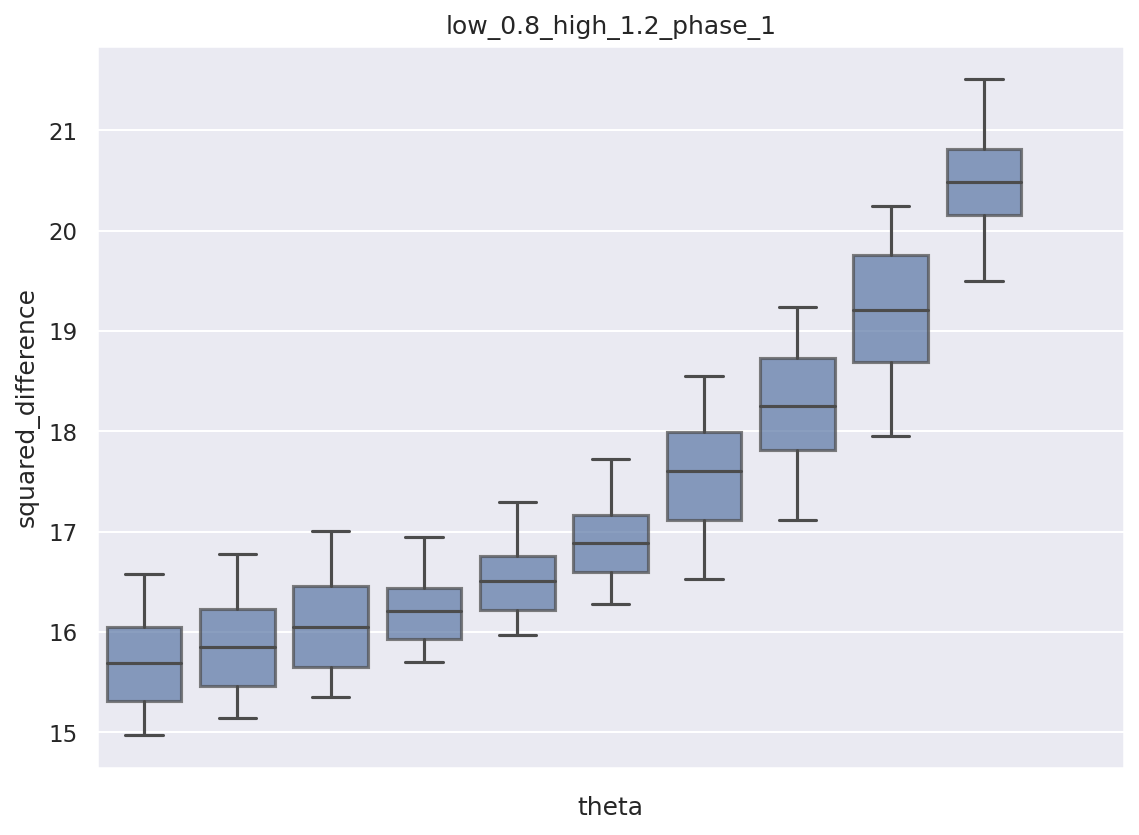 low_0.8_high_1.2_phase_1
squared_difference
21
20
19
18
17
16
15
theta